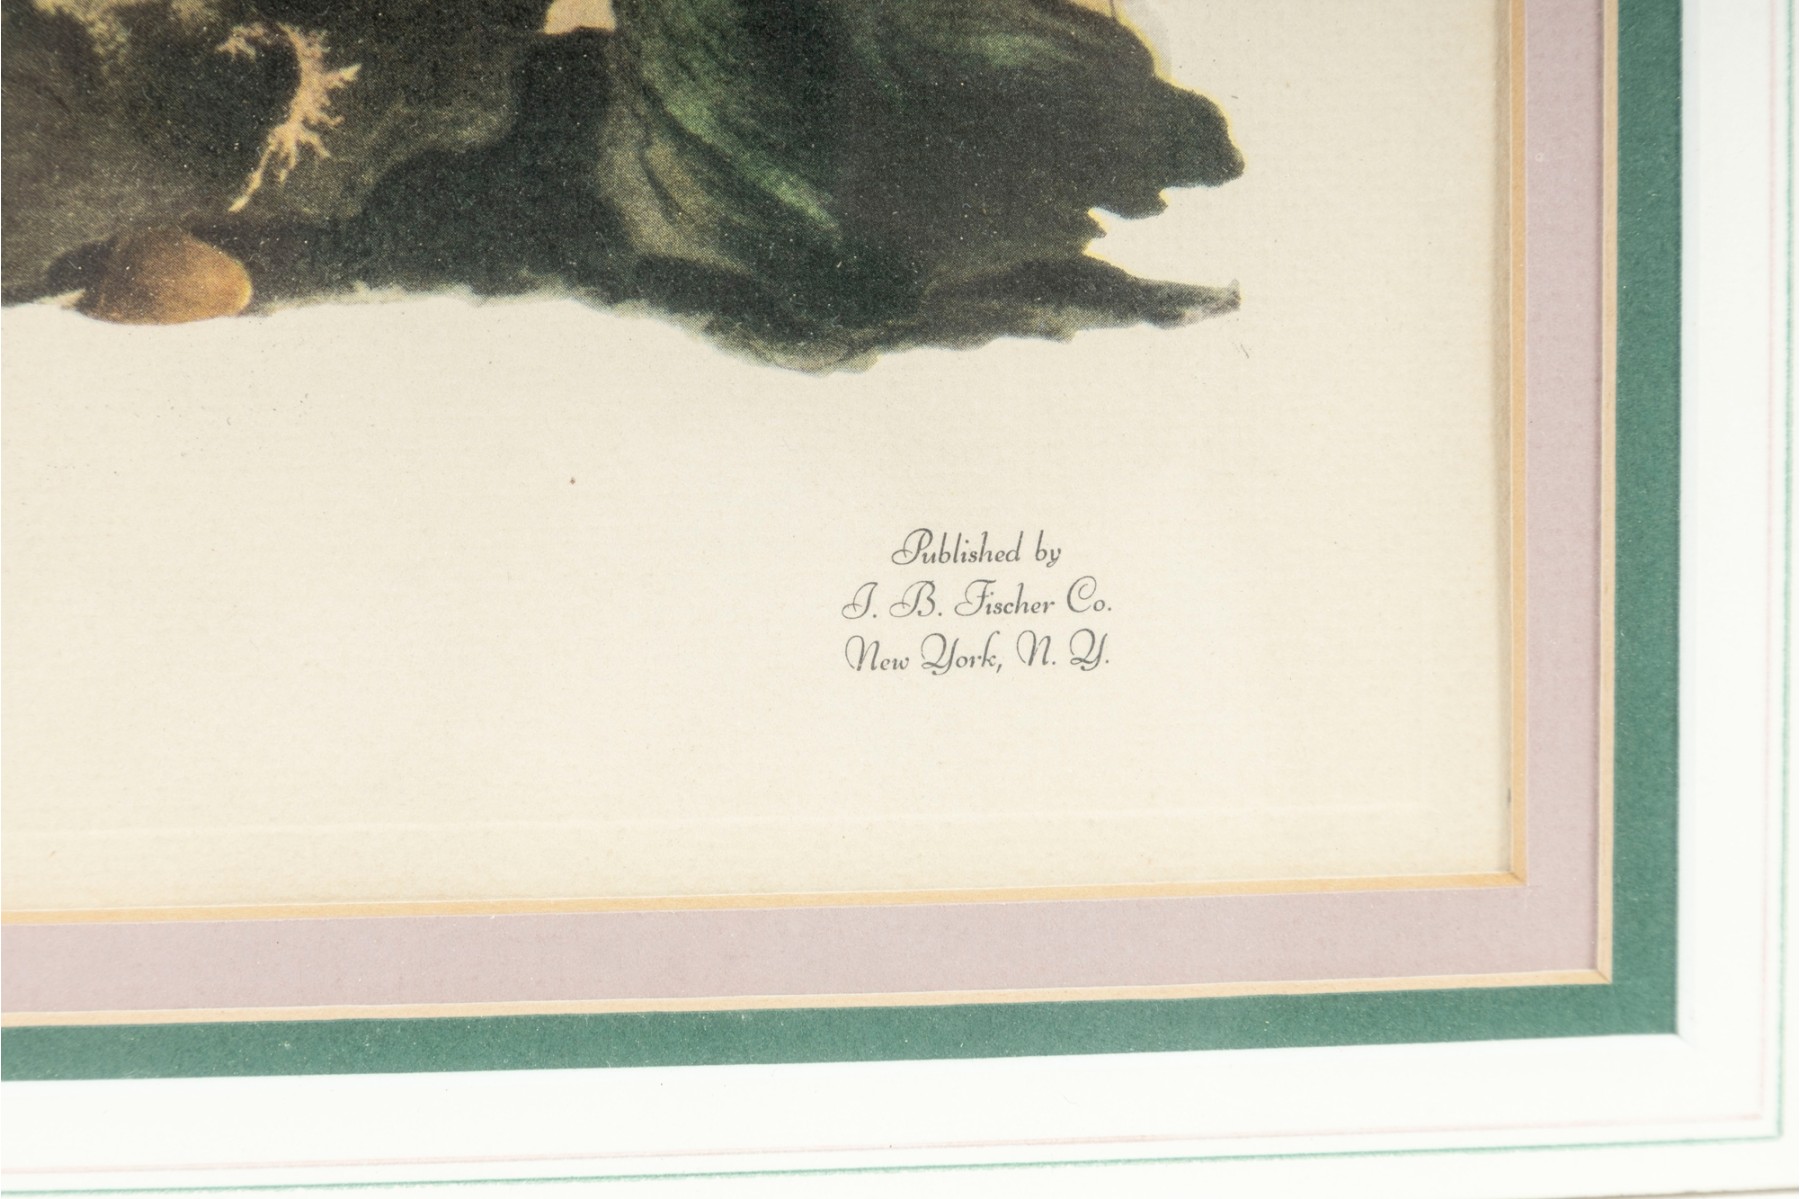 Published by
I. B. Fischer Co.
New York, N. Y.